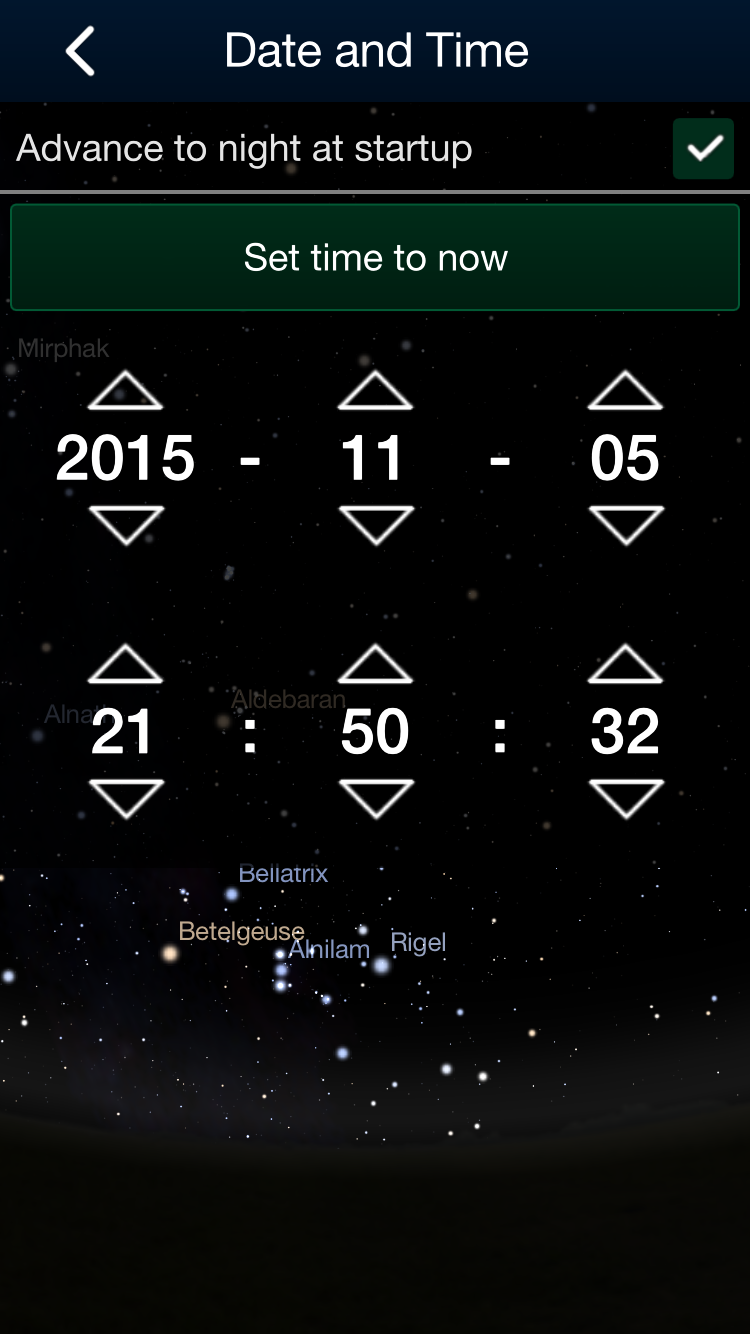 Date and Time
Advance to night at startup
Set time to now
Mirphak
2015 - 11 - 05
Aldebaran
21 : 50 : 32
Bellatrix
Betelgeuse
Alnilam
Rigel